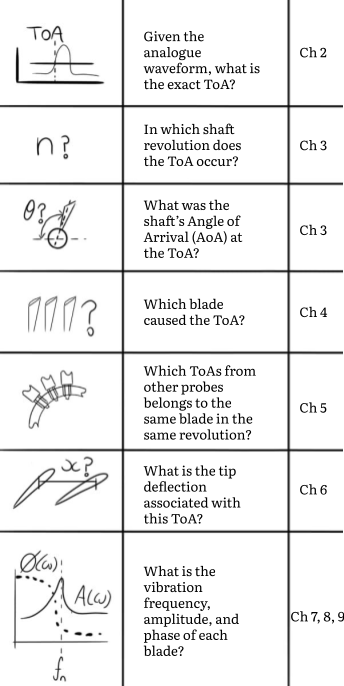 ToA
Given the
analogue
waveform, what is
the exact ToA?
Ch 2
n?
In which shaft
revolution does
the ToA occur?
Ch 3
θ?
What was the
shaft's Angle of
Arrival (AoA) at
the ToA?
Ch 3
?
Which blade
caused the ToA?
Ch 4
Which ToAs from
other probes
belongs to the
same blade in the
same revolution?
Ch 5
x?
What is the tip
deflection
associated with
this ToA?
Ch 6
Ø(ω)
A(ω)
fn
What is the
vibration
frequency,
amplitude, and
phase of each
blade?
Ch 7, 8, 9